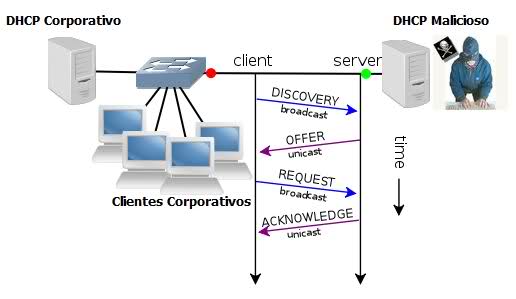 DHCP Corporativo
DHCP Malicioso
client
server
DISCOVERY
broadcast
OFFER
unicast
time
REQUEST
broadcast
Clientes Corporativos
ACKNOWLEDGE
unicast